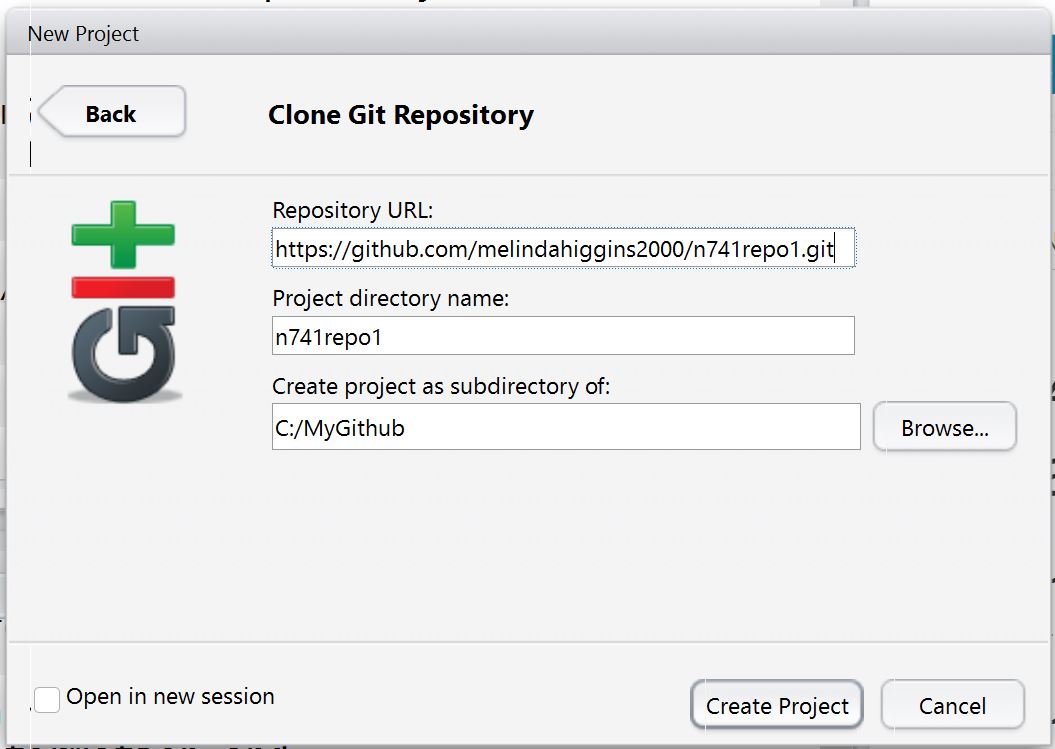 New Project
Back
Clone Git Repository
Repository URL:
https://github.com/melindahiggins2000/n741repo1.git
Project directory name:
n741repo1
Create project as subdirectory of:
C:/MyGithub
Browse...
Open in new session
Create Project
Cancel